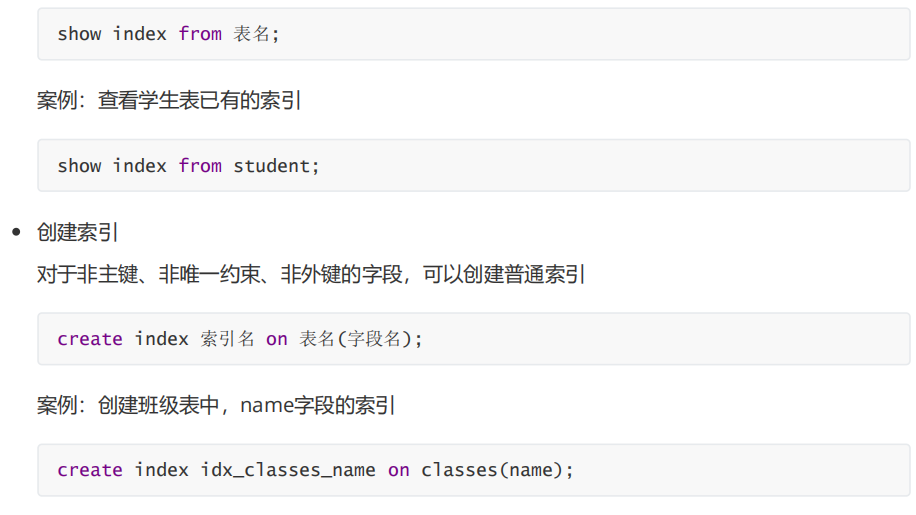 show index from 表名;
案例：查看学生表已有的索引
show index from student;
创建索引
对于非主键、非唯一约束、非外键的字段，可以创建普通索引
create index 索引名 on 表名(字段名);
案例：创建班级表中，name字段的索引
create index idx_classes_name on classes(name);